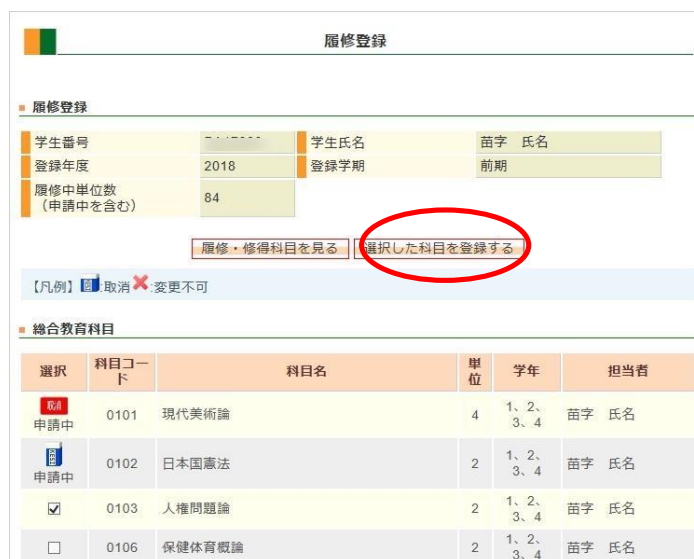 履修登録
履修登録
学生番号 学生氏名 苗字 氏名
登録年度 2018 登録学期 前期
履修中単位数
(申請中を含む) 84
履修・修得科目を見る 選択した科目を登録する
【凡例】 :取消 :変更不可
総合教育科目
選択 科目コード 科目名 単位 学年 担当者
取消
申請中 0101 現代美術論 4 1、2、3、4 苗字 氏名
申請中 0102 日本国憲法 2 1、2、3、4 苗字 氏名
0103 人権問題論 2 1、2、3、4 苗字 氏名
0106 保健体育概論 2 1、2、3、4 苗字 氏名